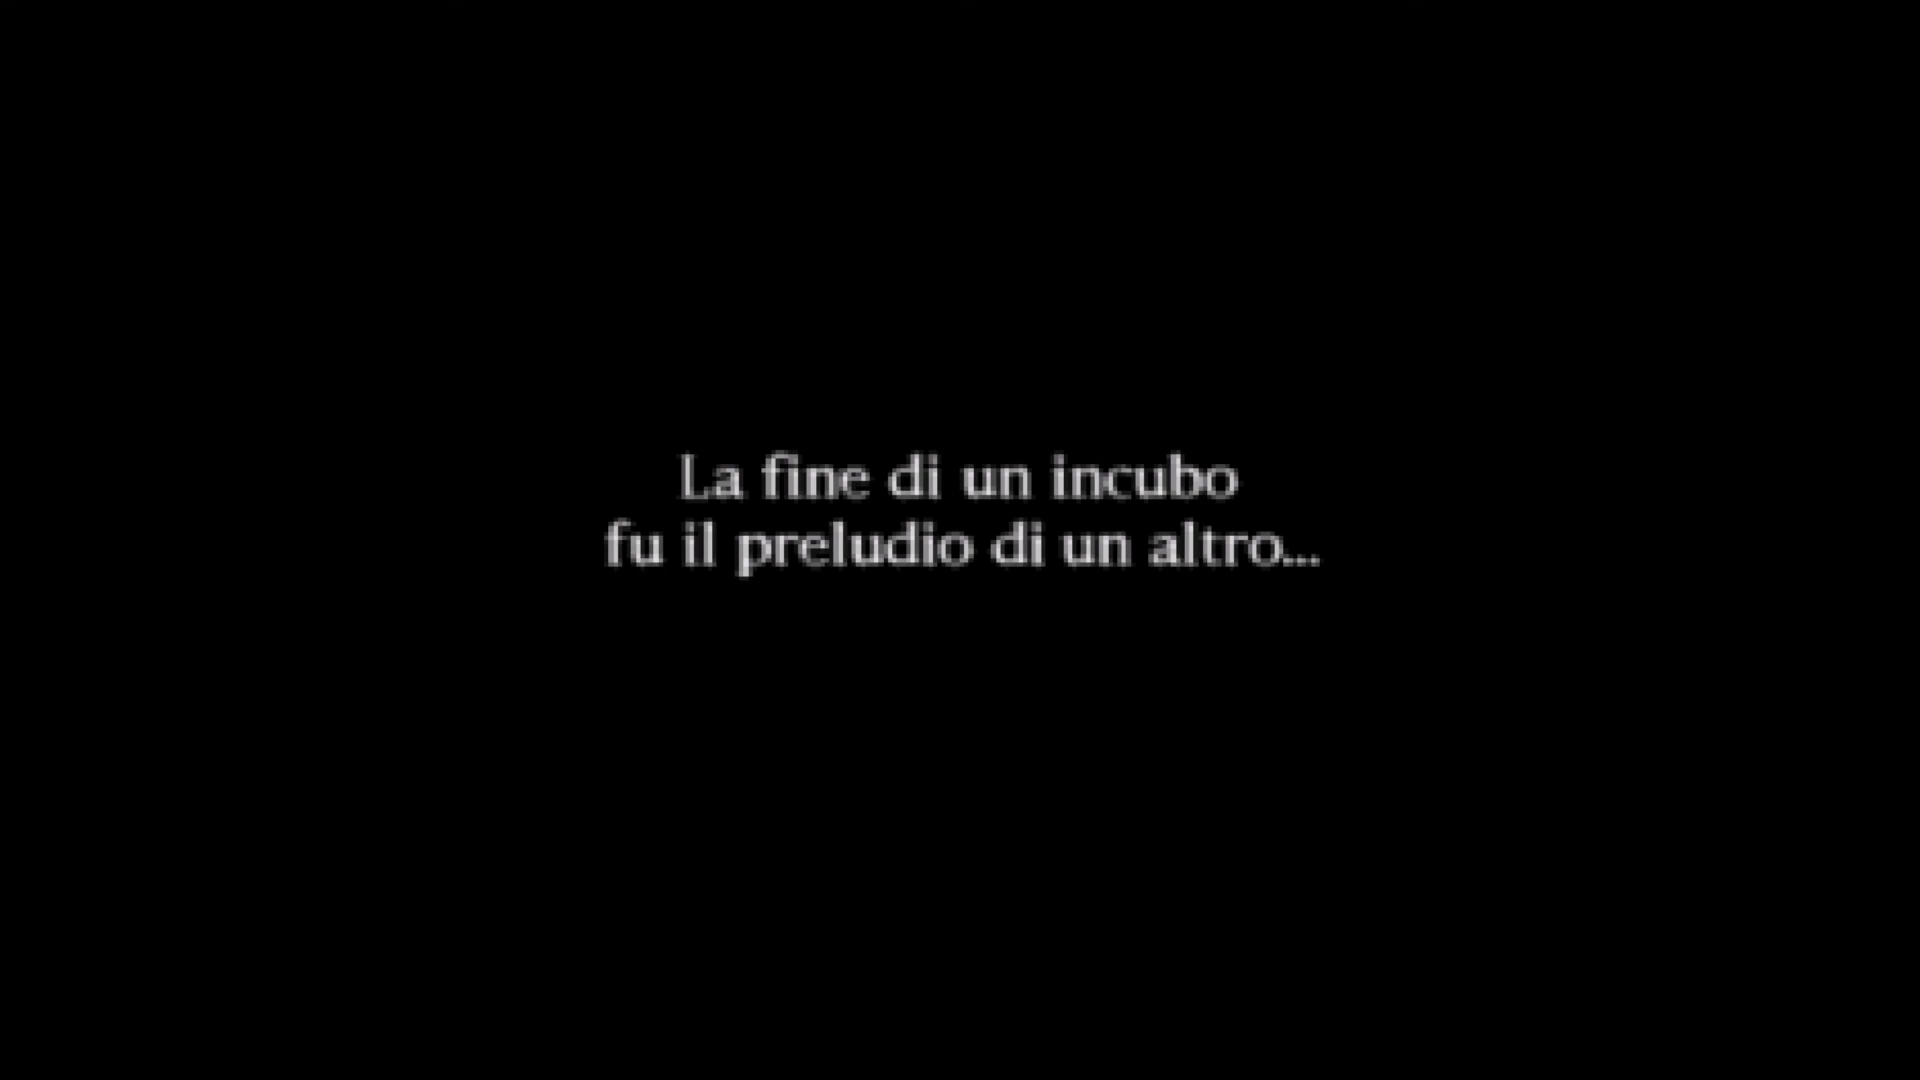 La fine di un incubo
fu il preludio di un altro...